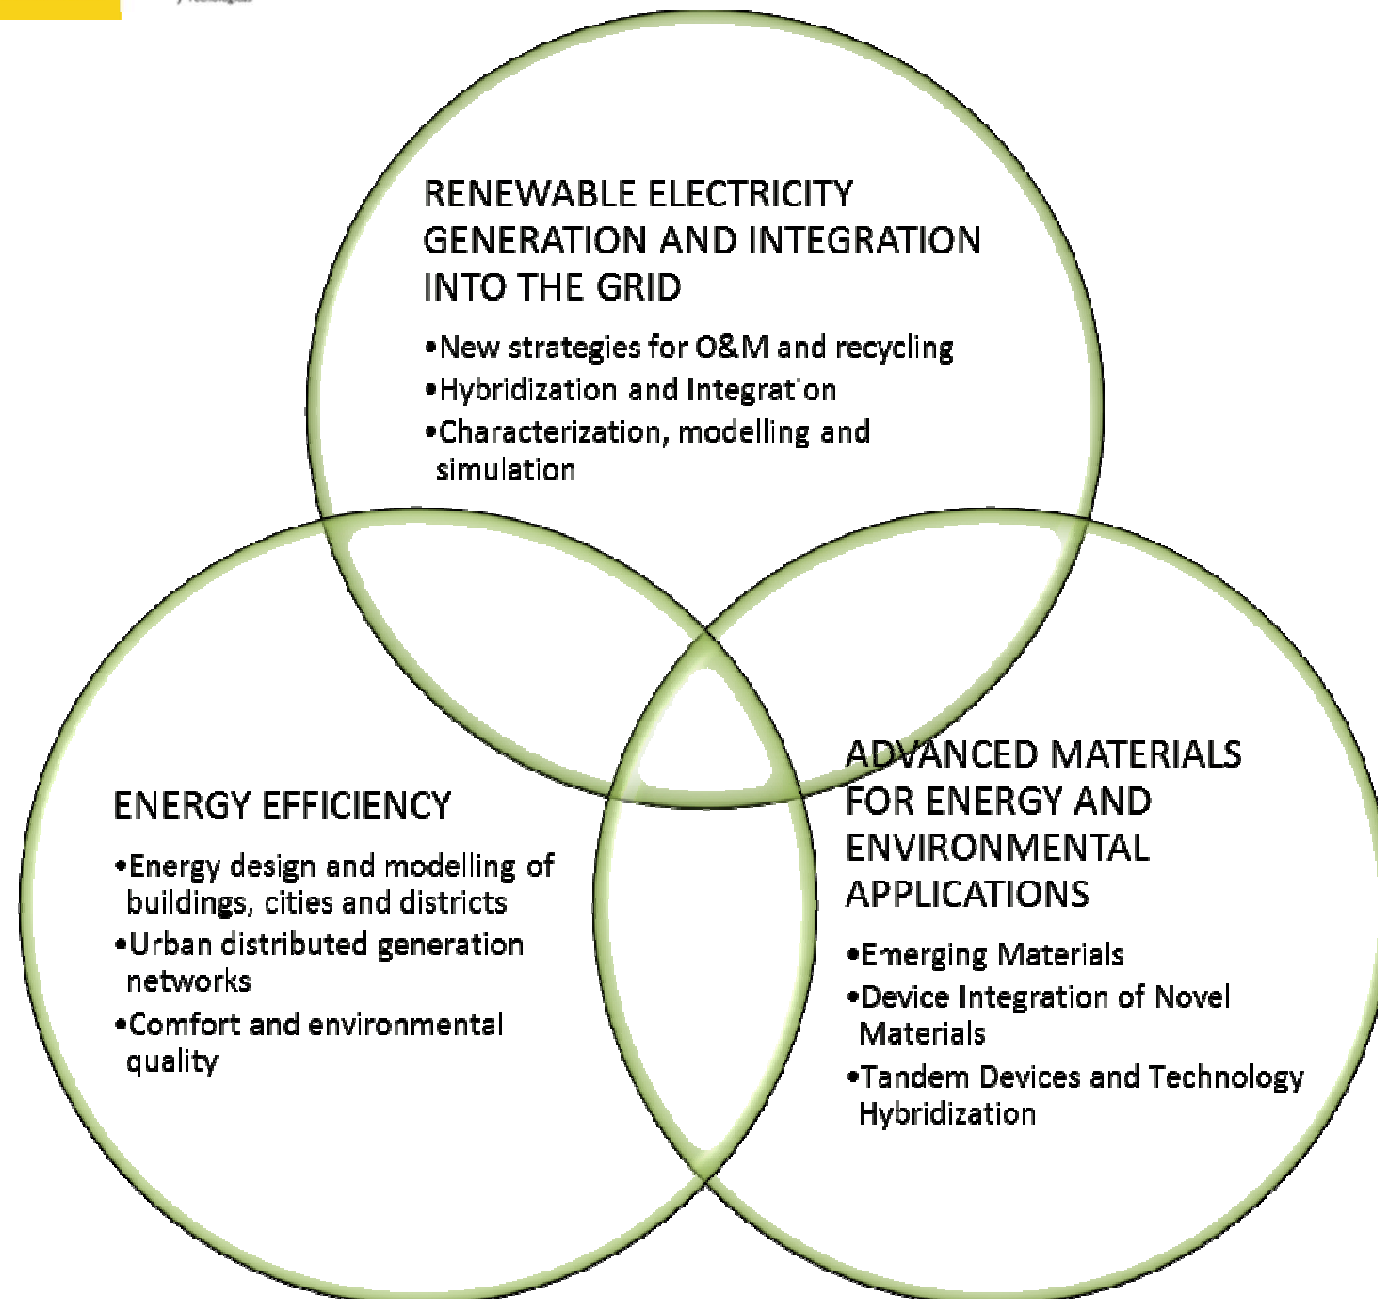 RENEWABLE ELECTRICITY
GENERATION AND INTEGRATION
INTO THE GRID
•New strategies for O&M and recycling
•Hybridization and Integration
•Characterization, modelling and
simulation
ENERGY EFFICIENCY
•Energy design and modelling of
buildings, cities and districts
•Urban distributed generation
networks
•Comfort and environmental
quality
ADVANCED MATERIALS
FOR ENERGY AND
ENVIRONMENTAL
APPLICATIONS
•Emerging Materials
•Device Integration of Novel
Materials
•Tandem Devices and Technology
Hybridization